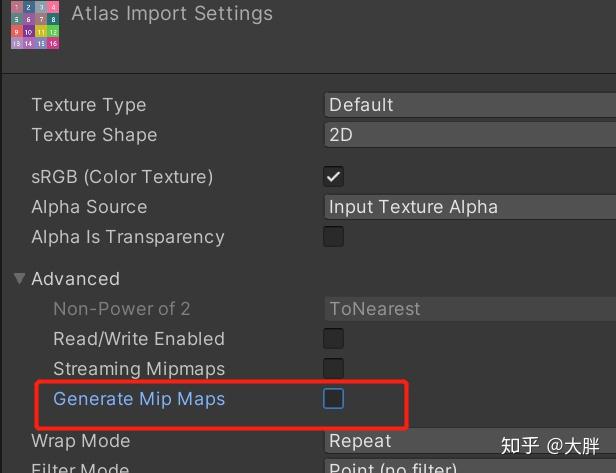 1 2 3 4
5 6 7 8
9 10 11 12
13 14 15 16
Atlas Import Settings
Texture Type Default
Texture Shape 2D
sRGB (Color Texture)
Alpha Source Input Texture Alpha
Alpha Is Transparency
Advanced
Non-Power of 2 ToNearest
Read/Write Enabled
Streaming Mipmaps
Generate Mip Maps
Wrap Mode Repeat
Filter Mode Point (no filter)
知乎 @大胖